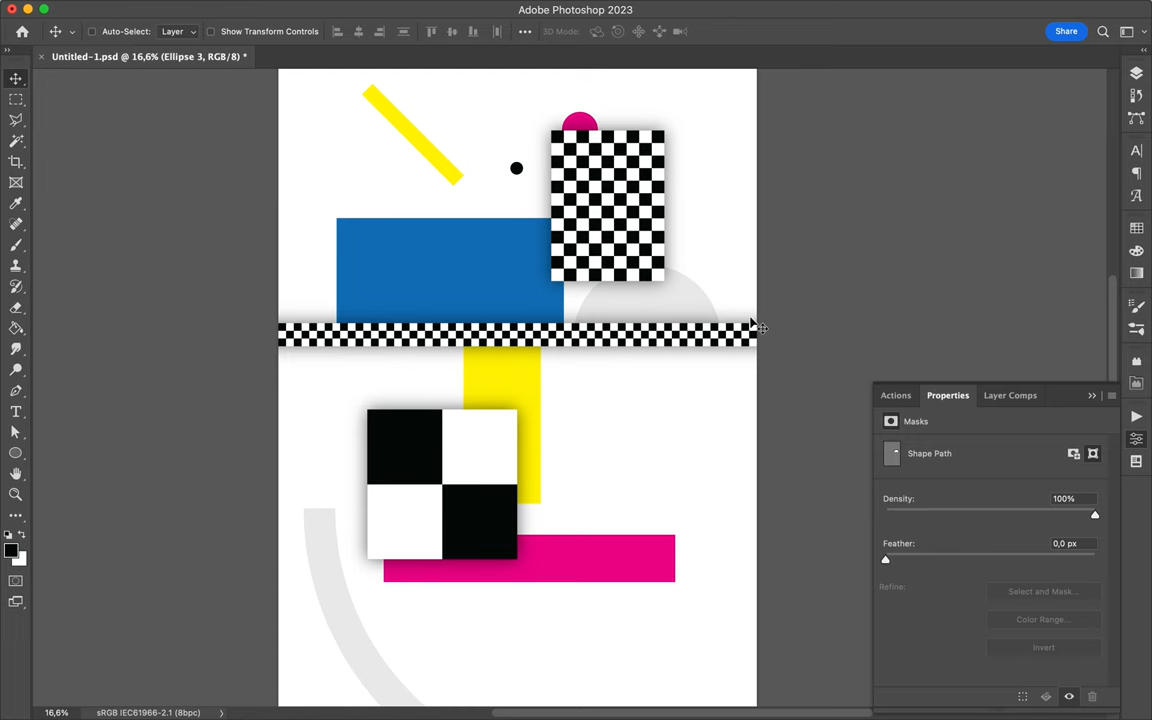 Adobe Photoshop 2023
Auto-Select: Layer Show Transform Controls 3D Mode: Share
Untitled-1.psd @ 16,6% (Ellipse 3, RGB/8) *
Actions Properties Layer Comps
Masks
Shape Path
Density: 100%
Feather: 0,0 px
Refine: Select and Mask...
Color Range...
Invert
16,6% sRGB IEC61966-2.1 (8bpc)